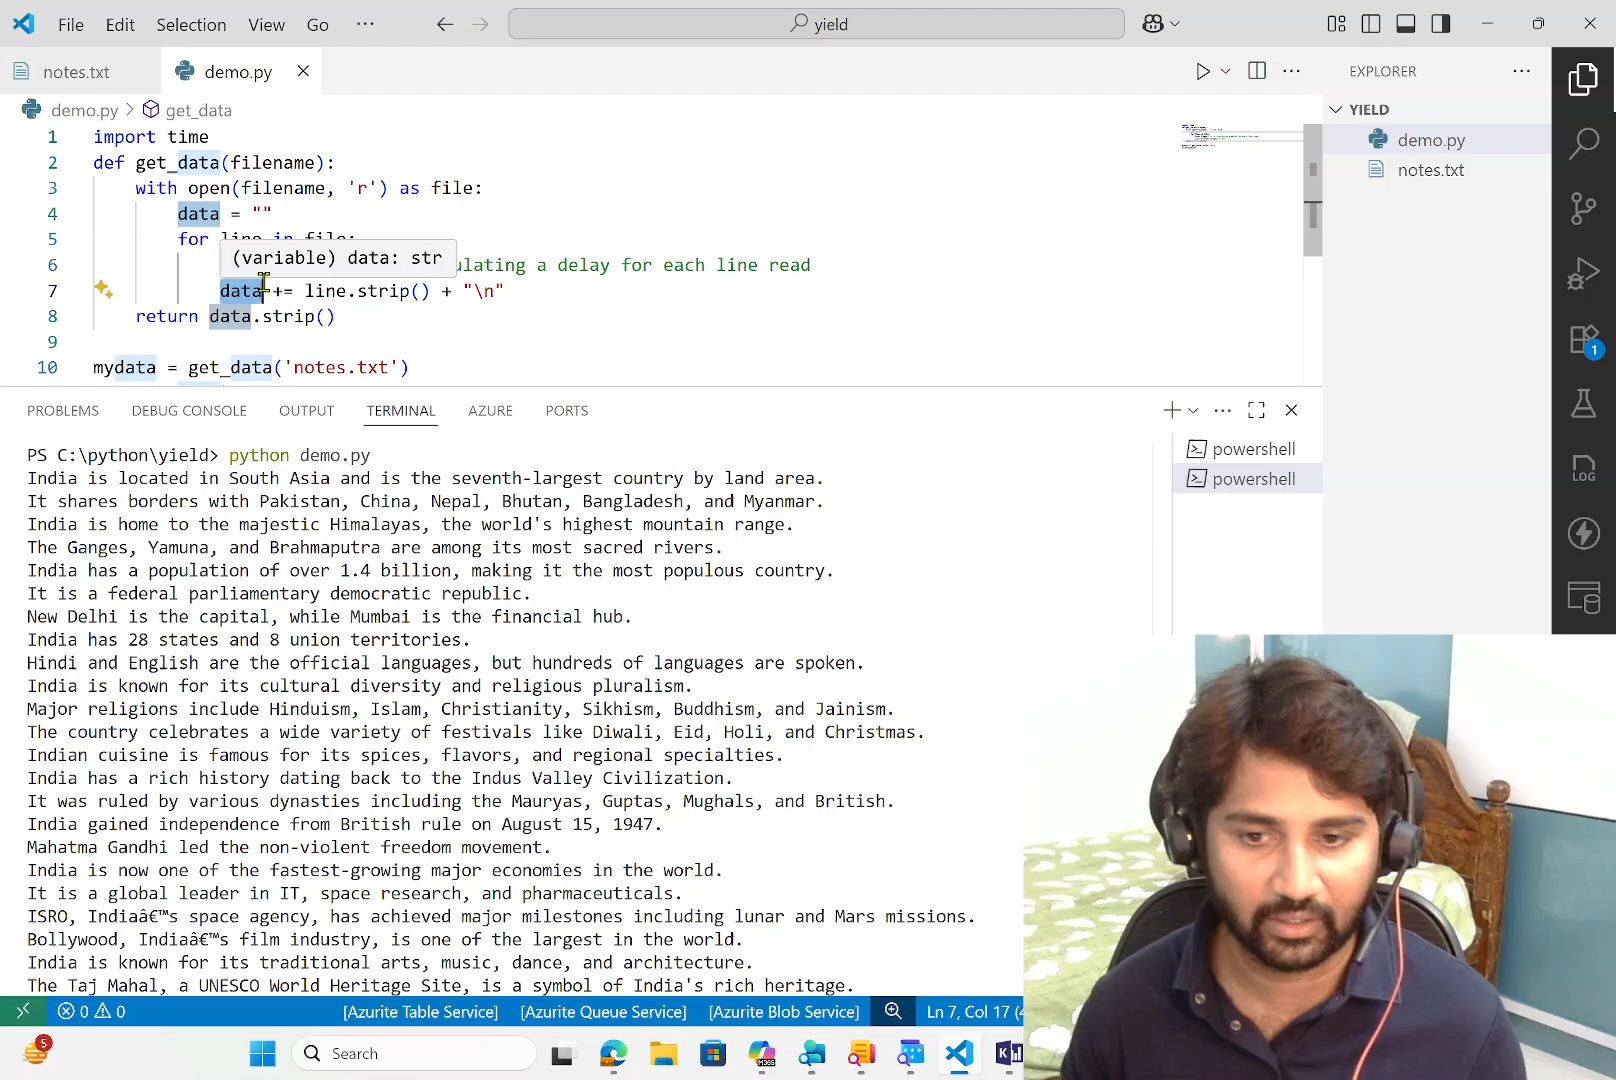 File Edit Selection View Go ··· yield
notes.txt demo.py
demo.py > get_data
1 import time
2 def get_data(filename):
3 with open(filename, 'r') as file:
4 data = ""
5 for line in file:
(variable) data: str
6 ulating a delay for each line read
7 data += line.strip() + "\n"
8 return data.strip()
9
10 mydata = get_data('notes.txt')
EXPLORER
YIELD
demo.py
notes.txt
1
LOG
PROBLEMS DEBUG CONSOLE OUTPUT TERMINAL AZURE PORTS
powershell
powershell
PS C:\python\yield> python demo.py
India is located in South Asia and is the seventh-largest country by land area.
It shares borders with Pakistan, China, Nepal, Bhutan, Bangladesh, and Myanmar.
India is home to the majestic Himalayas, the world's highest mountain range.
The Ganges, Yamuna, and Brahmaputra are among its most sacred rivers.
India has a population of over 1.4 billion, making it the most populous country.
It is a federal parliamentary democratic republic.
New Delhi is the capital, while Mumbai is the financial hub.
India has 28 states and 8 union territories.
Hindi and English are the official languages, but hundreds of languages are spoken.
India is known for its cultural diversity and religious pluralism.
Major religions include Hinduism, Islam, Christianity, Sikhism, Buddhism, and Jainism.
The country celebrates a wide variety of festivals like Diwali, Eid, Holi, and Christmas.
Indian cuisine is famous for its spices, flavors, and regional specialties.
India has a rich history dating back to the Indus Valley Civilization.
It was ruled by various dynasties including the Mauryas, Guptas, Mughals, and British.
India gained independence from British rule on August 15, 1947.
Mahatma Gandhi led the non-violent freedom movement.
India is now one of the fastest-growing major economies in the world.
It is a global leader in IT, space research, and pharmaceuticals.
ISRO, Indiaâ€™s space agency, has achieved major milestones including lunar and Mars missions.
Bollywood, Indiaâ€™s film industry, is one of the largest in the world.
India is known for its traditional arts, music, dance, and architecture.
The Taj Mahal, a UNESCO World Heritage Site, is a symbol of India's rich heritage.
0 0 [Azurite Table Service] [Azurite Queue Service] [Azurite Blob Service] Ln 7, Col 17 (4
5 Search M365